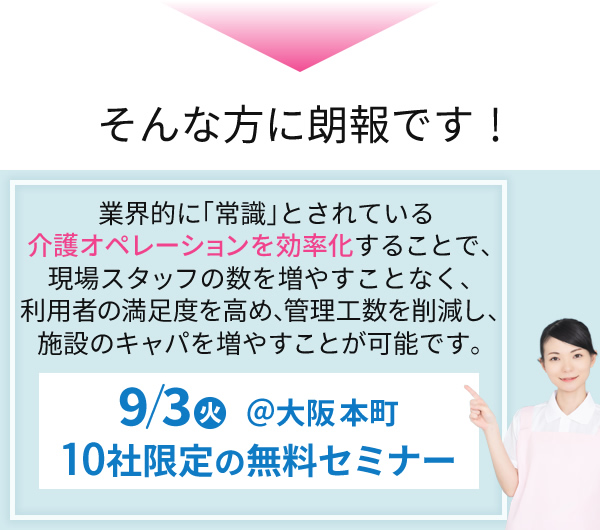 そんな方に朗報です！
業界的に「常識」とされている
介護オペレーションを効率化することで、
現場スタッフの数を増やすことなく、
利用者の満足度を高め、管理工数を削減し、
施設のキャパを増やすことが可能です。
9/3火 @大阪 本町
10社限定の無料セミナー